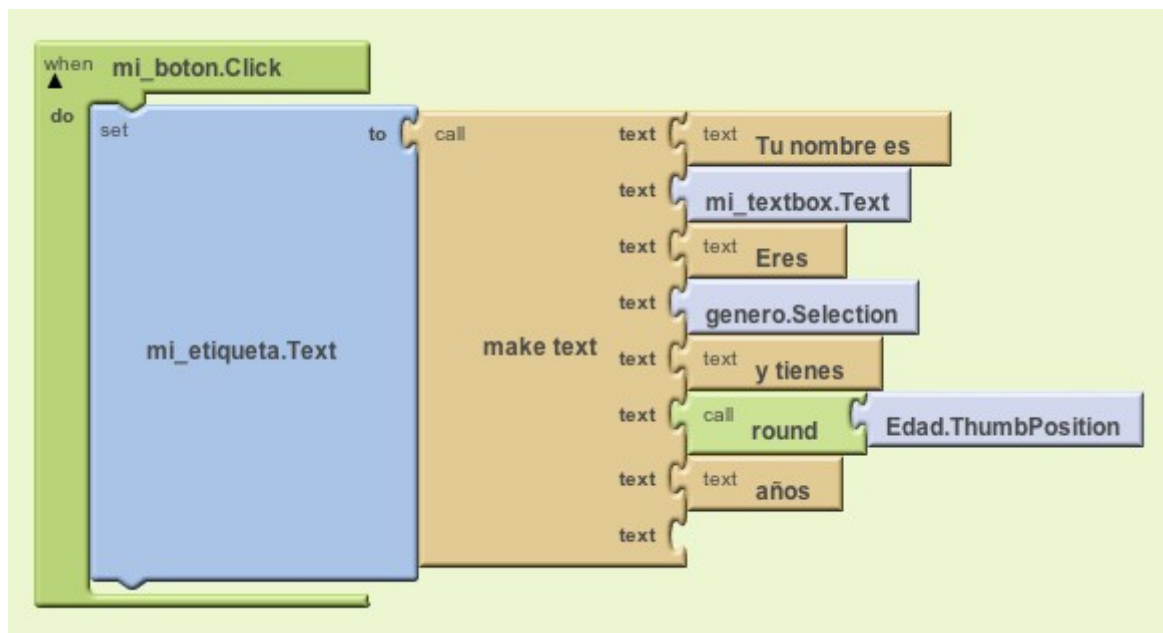 when mi_boton.Click
do
set mi_etiqueta.Text to
call make text
text text Tu nombre es
text mi_textbox.Text
text text Eres
text genero.Selection
text text y tienes
text call round Edad.ThumbPosition
text text años
text